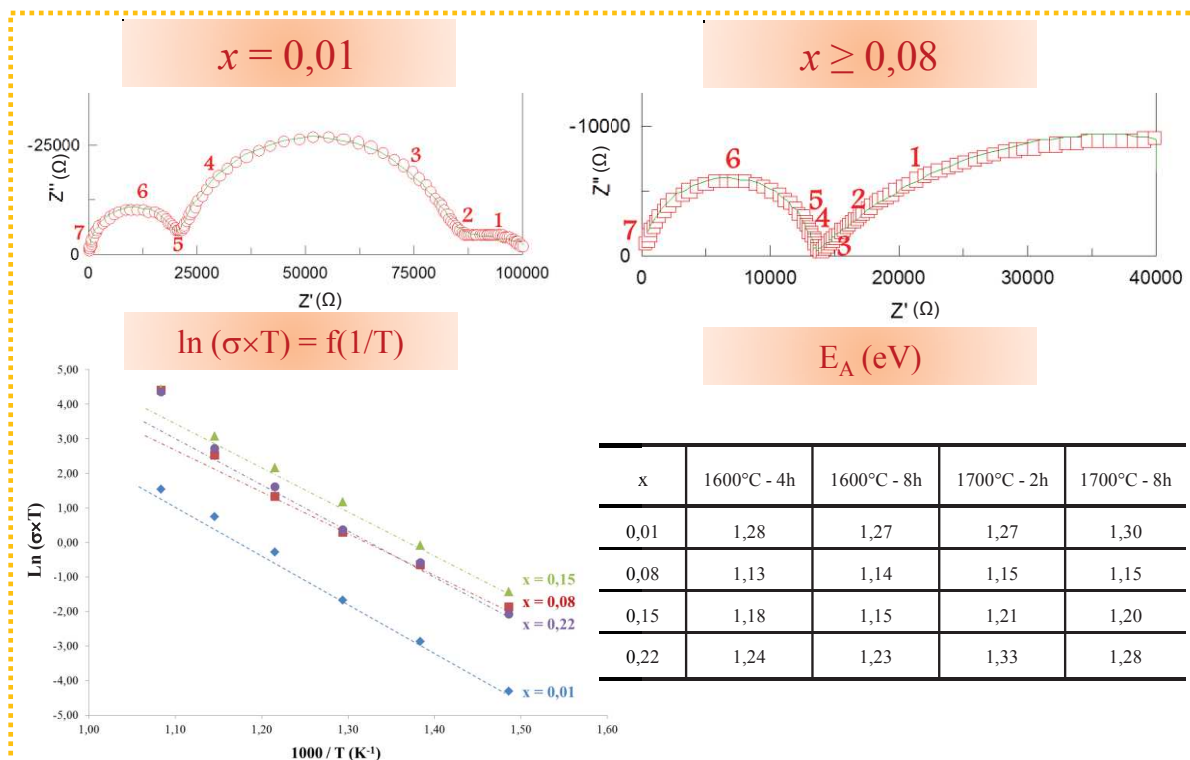 x = 0,01
x ≥ 0,08
-25000
0
Z'' (Ω)
7
6
5
4
3
2
1
0 25000 50000 75000 100000
Z' (Ω)
-10000
0
Z'' (Ω)
7
6
5
4
3
2
1
0 10000 20000 30000 40000
Z' (Ω)
ln (σ×T) = f(1/T)
5,00
4,00
3,00
2,00
1,00
0,00
-1,00
-2,00
-3,00
-4,00
-5,00
Ln (σ×T)
x = 0,15
x = 0,08
x = 0,22
x = 0,01
1,00 1,10 1,20 1,30 1,40 1,50 1,60
1000 / T (K⁻¹)
E_A (eV)
x 1600°C - 4h 1600°C - 8h 1700°C - 2h 1700°C - 8h
0,01 1,28 1,27 1,27 1,30
0,08 1,13 1,14 1,15 1,15
0,15 1,18 1,15 1,21 1,20
0,22 1,24 1,23 1,33 1,28